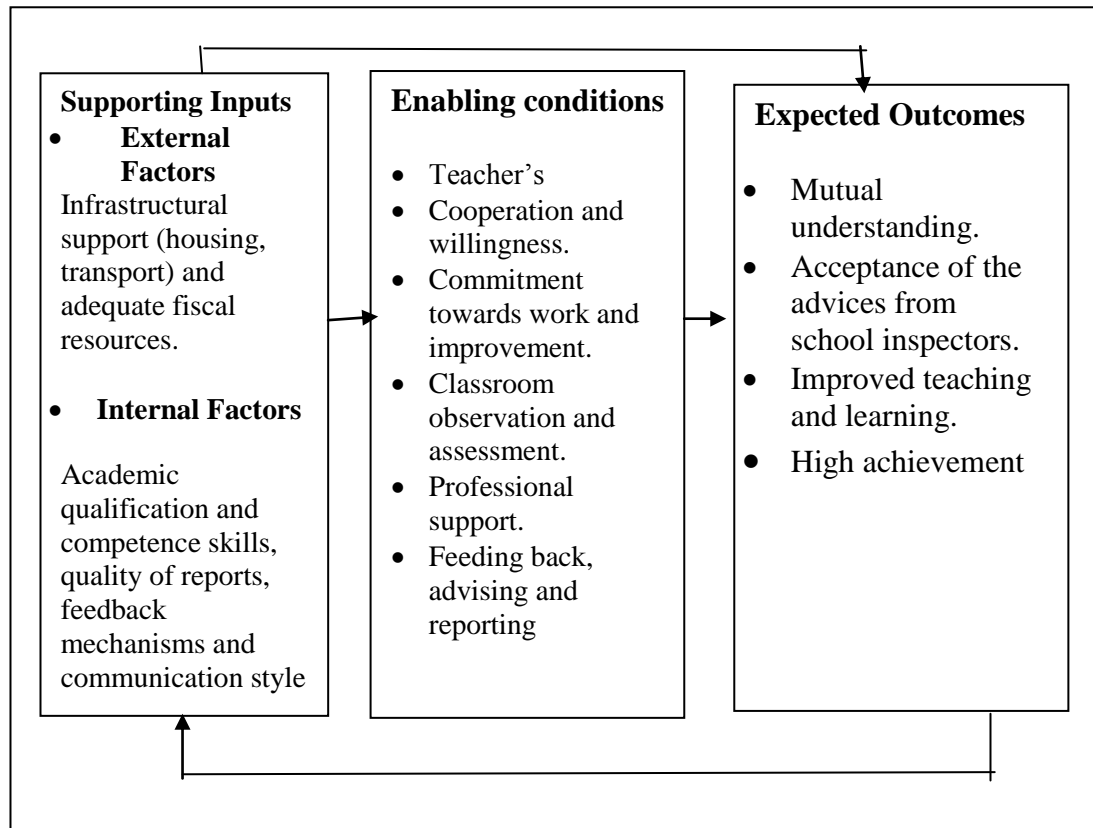 Supporting Inputs
• External
Factors
Infrastructural
support (housing,
transport) and
adequate fiscal
resources.
• Internal Factors
Academic
qualification and
competence skills,
quality of reports,
feedback
mechanisms and
communication style
Enabling conditions
• Teacher’s
• Cooperation and
willingness.
• Commitment
towards work and
improvement.
• Classroom
observation and
assessment.
• Professional
support.
• Feeding back,
advising and
reporting
Expected Outcomes
• Mutual
understanding.
• Acceptance of the
advices from
school inspectors.
• Improved teaching
and learning.
• High achievement